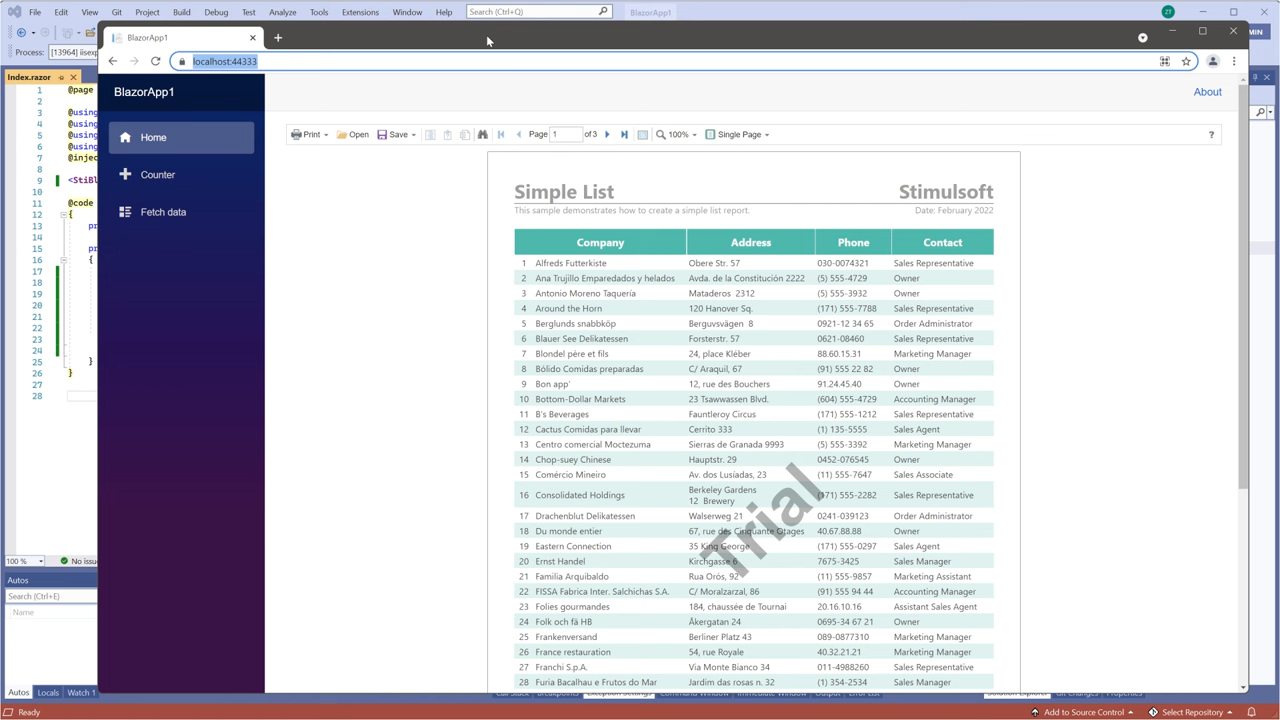 File Edit View Git Project Build Debug Test Analyze Tools Extensions Window Help Search (Ctrl+Q) BlazorApp1 ZT
Process: [13964] iisexp
MIN
BlazorApp1
localhost:44333
Index.razor
1 @page
2
3 @using
4 @using
5 @using
6 @using
7 @injec
8
9 <StiBl
10
11 @code
12 {
13 pr
14
15 pr
16 {
17
18
19
20
21
22
23
24
25 }
26 }
27
28
BlazorApp1
Home
Counter
Fetch data
About
Print Open Save Page 1 of 3 100% Single Page ?
Simple List Stimulsoft
This sample demonstrates how to create a simple list report. Date: February 2022
Company Address Phone Contact
1 Alfreds Futterkiste Obere Str. 57 030-0074321 Sales Representative
2 Ana Trujillo Emparedados y helados Avda. de la Constitución 2222 (5) 555-4729 Owner
3 Antonio Moreno Taquería Mataderos 2312 (5) 555-3932 Owner
4 Around the Horn 120 Hanover Sq. (171) 555-7788 Sales Representative
5 Berglunds snabbköp Berguvsvägen 8 0921-12 34 65 Order Administrator
6 Blauer See Delikatessen Forsterstr. 57 0621-08460 Sales Representative
7 Blondel père et fils 24, place Kléber 88.60.15.31 Marketing Manager
8 Bólido Comidas preparadas C/ Araquil, 67 (91) 555 22 82 Owner
9 Bon app' 12, rue des Bouchers 91.24.45.40 Owner
10 Bottom-Dollar Markets 23 Tsawwassen Blvd. (604) 555-4729 Accounting Manager
11 B's Beverages Fauntleroy Circus (171) 555-1212 Sales Representative
12 Cactus Comidas para llevar Cerrito 333 (1) 135-5555 Sales Agent
13 Centro comercial Moctezuma Sierras de Granada 9993 (5) 555-3392 Marketing Manager
14 Chop-suey Chinese Hauptstr. 29 0452-076545 Owner
15 Comércio Mineiro Av. dos Lusíadas, 23 (11) 555-7647 Sales Associate
16 Consolidated Holdings Berkeley Gardens 12 Brewery (171) 555-2282 Sales Representative
17 Drachenblut Delikatessen Walserweg 21 0241-039123 Order Administrator
18 Du monde entier 67, rue des Cinquante Otages 40.67.88.88 Owner
19 Eastern Connection 35 King George (171) 555-0297 Sales Agent
20 Ernst Handel Kirchgasse 6 7675-3425 Sales Manager
21 Familia Arquibaldo Rua Orós, 92 (11) 555-9857 Marketing Assistant
22 FISSA Fabrica Inter. Salchichas S.A. C/ Moralzarzal, 86 (91) 555 94 44 Accounting Manager
23 Folies gourmandes 184, chaussée de Tournai 20.16.10.16 Assistant Sales Agent
24 Folk och fä HB Åkergatan 24 0695-34 67 21 Owner
25 Frankenversand Berliner Platz 43 089-0877310 Marketing Manager
26 France restauration 54, rue Royale 40.32.21.21 Marketing Manager
27 Franchi S.p.A. Via Monte Bianco 34 011-4988260 Sales Representative
28 Furia Bacalhau e Frutos do Mar Jardim das rosas n. 32 (1) 354-2534 Sales Manager
Trial
100 % No issu
Autos
Search (Ctrl+E)
Name
Autos Locals Watch 1
Ready Add to Source Control Select Repository